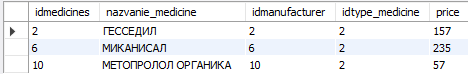 idmedicines nazvanie_medicine idmanufacturer idtype_medicine price
2 ГЕССЕДИЛ 2 2 157
6 МИКАНИСАЛ 6 2 235
10 МЕТОПРОЛОЛ ОРГАНИКА 10 2 57